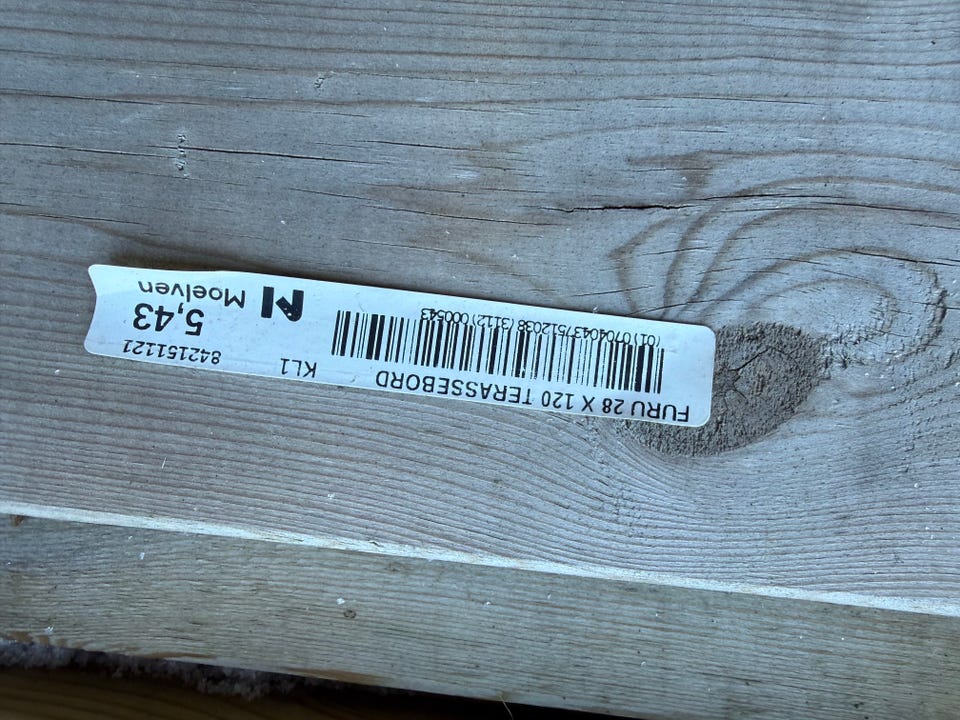 FURU 28 X 120 TERASSEBORD KL1 842151121
(01)07040437512038(3112)000543
5,43
Moelven